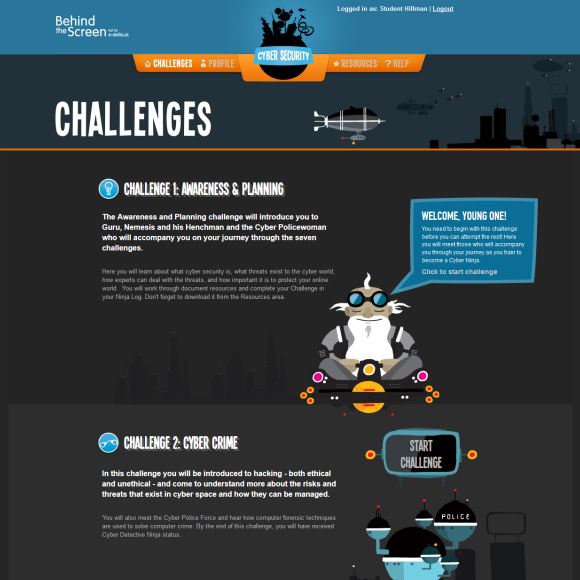 Logged in as: Student Hillman | Logout
Behind
the Screen
CYBER SECURITY
CHALLENGES PROFILE RESOURCES ? HELP
CHALLENGES
CHALLENGE 1: AWARENESS & PLANNING
The Awareness and Planning challenge will introduce you to
Guru, Nemesis and his Henchman and the Cyber Policewoman
who will accompany you on your journey through the seven
challenges.
Here you will learn about what cyber security is, what threats exist to the cyber world,
how experts can deal with the threats, and how important it is to protect your online
world. You will work through document resources and complete your Challenge in
your Ninja Log. Don't forget to download it from the Resources area.
WELCOME, YOUNG ONE!
You need to begin with this challenge
before you can attempt the rest! Here
you will meet those who will accompany
you through your journey as you train to
become a Cyber Ninja.
Click to start challenge
CHALLENGE 2: CYBER CRIME
In this challenge you will be introduced to hacking - both ethical
and unethical - and come to understand more about the risks and
threats that exist in cyber space and how they can be managed.
You will also meet the Cyber Police Force and hear how computer forensic techniques
are used to solve computer crime. By the end of this challenge, you will have received
Cyber Detective Ninja status.
START
CHALLENGE
POLICE